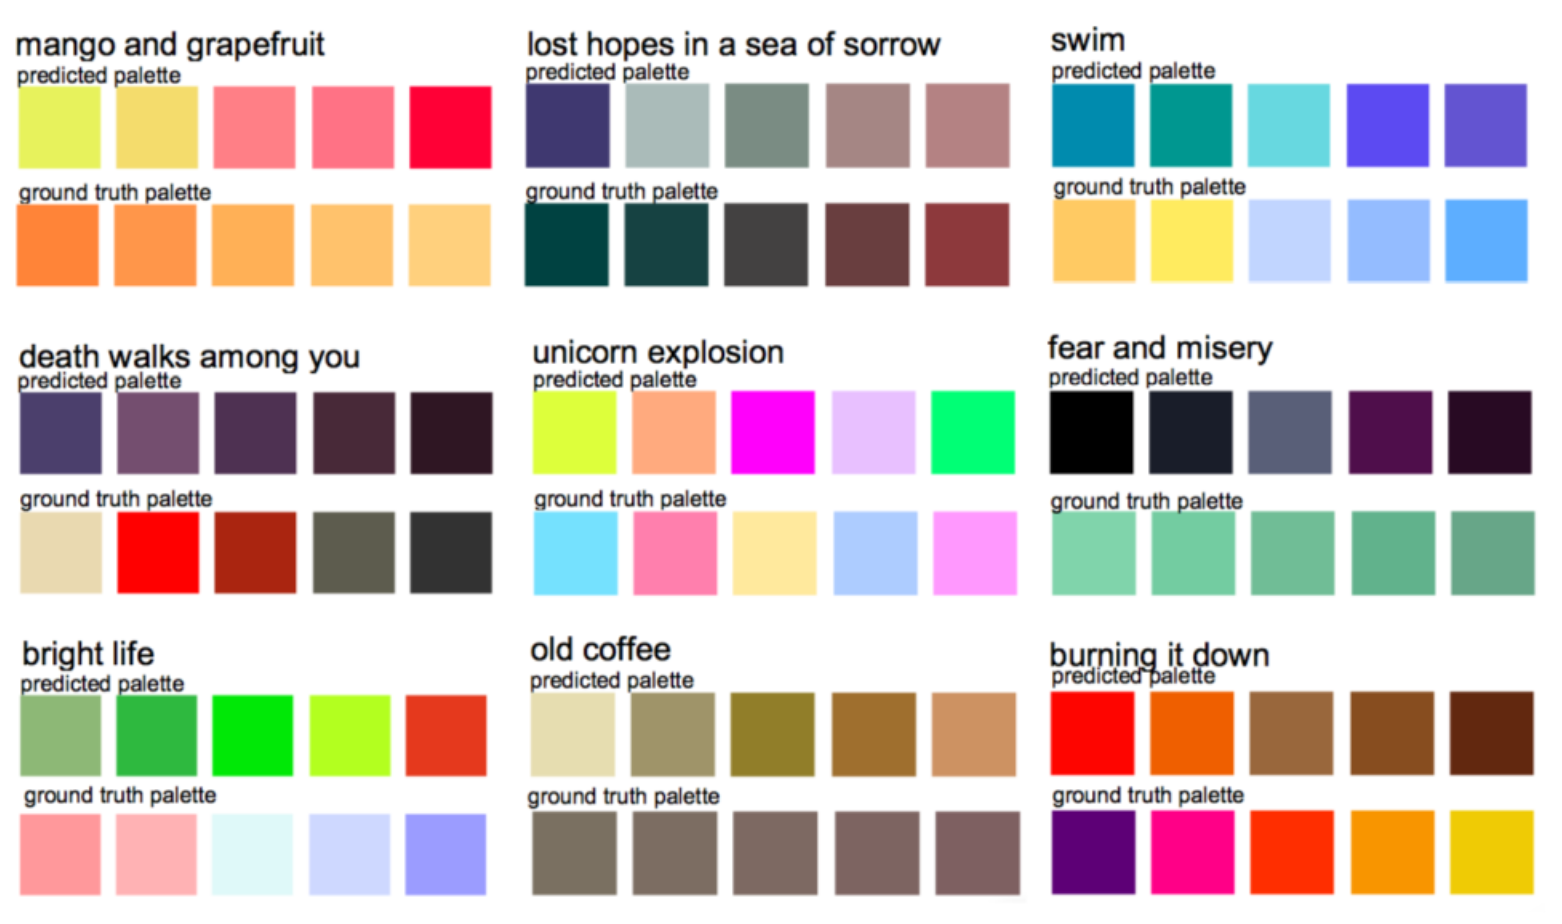 mango and grapefruit
predicted palette
ground truth palette
lost hopes in a sea of sorrow
predicted palette
ground truth palette
swim
predicted palette
ground truth palette
death walks among you
predicted palette
ground truth palette
unicorn explosion
predicted palette
ground truth palette
fear and misery
predicted palette
ground truth palette
bright life
predicted palette
ground truth palette
old coffee
predicted palette
ground truth palette
burning it down
predicted palette
ground truth palette